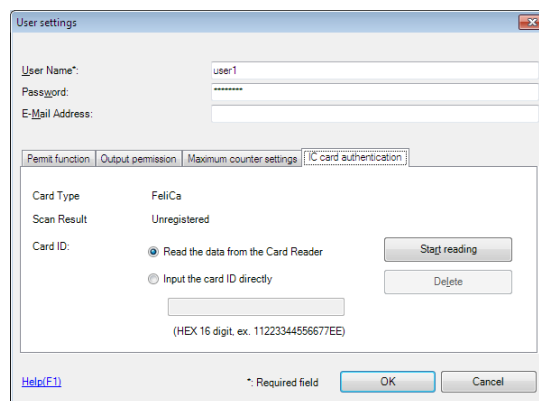 User settings
User Name*: user1
Password: ********
E-Mail Address:
Permit function Output permission Maximum counter settings IC card authentication
Card Type FeliCa
Scan Result Unregistered
Card ID: Read the data from the Card Reader Start reading
Input the card ID directly Delete
(HEX 16 digit, ex. 11223344556677EE)
Help(F1) *: Required field OK Cancel